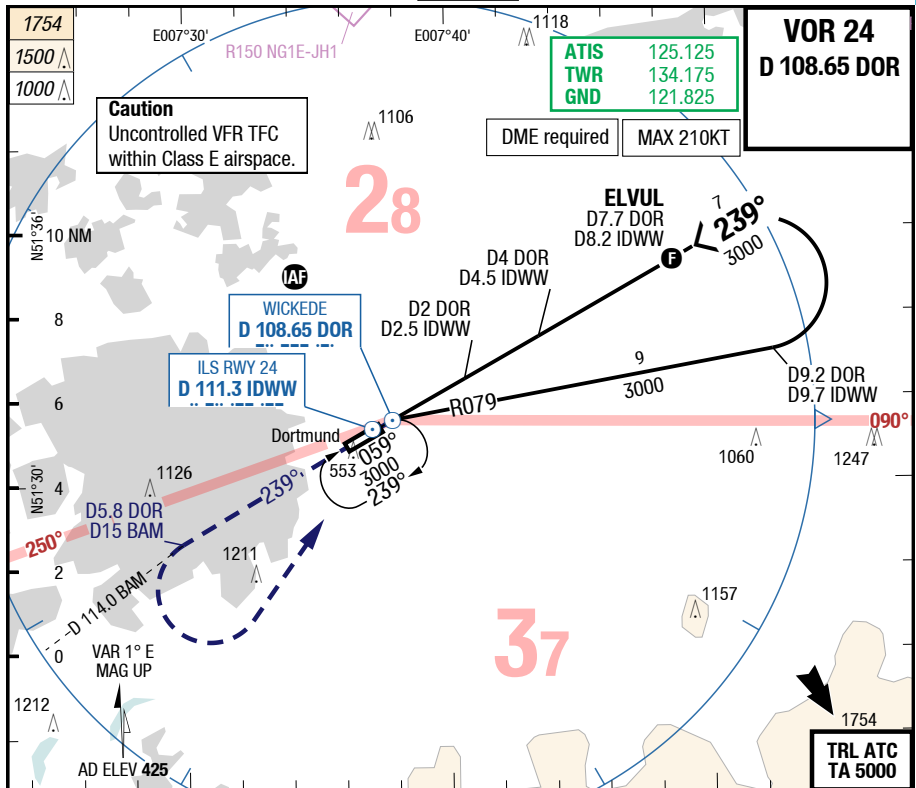 1754
1500
1000
E007°30'
R150 NG1E-JH1
E007°40'
1118
ATIS 125.125
TWR 134.175
GND 121.825
VOR 24
D 108.65 DOR
Caution
Uncontrolled VFR TFC
within Class E airspace.
1106
DME required
MAX 210KT
28
ELVUL
D7.7 DOR
D8.2 IDWW
F
7
239°
3000
N51°36'
10 NM
D4 DOR
D4.5 IDWW
IAF
WICKEDE
D 108.65 DOR
D2 DOR
D2.5 IDWW
8
ILS RWY 24
D 111.3 IDWW
9
3000
D9.2 DOR
D9.7 IDWW
6
R079
090°
Dortmund
553
059°
3000
239°
1060
1247
N51°30'
4
1126
239°
D5.8 DOR
D15 BAM
250°
1211
2
D 114.0 BAM
1157
37
0
VAR 1° E
MAG UP
1212
1754
AD ELEV 425
TRL ATC
TA 5000